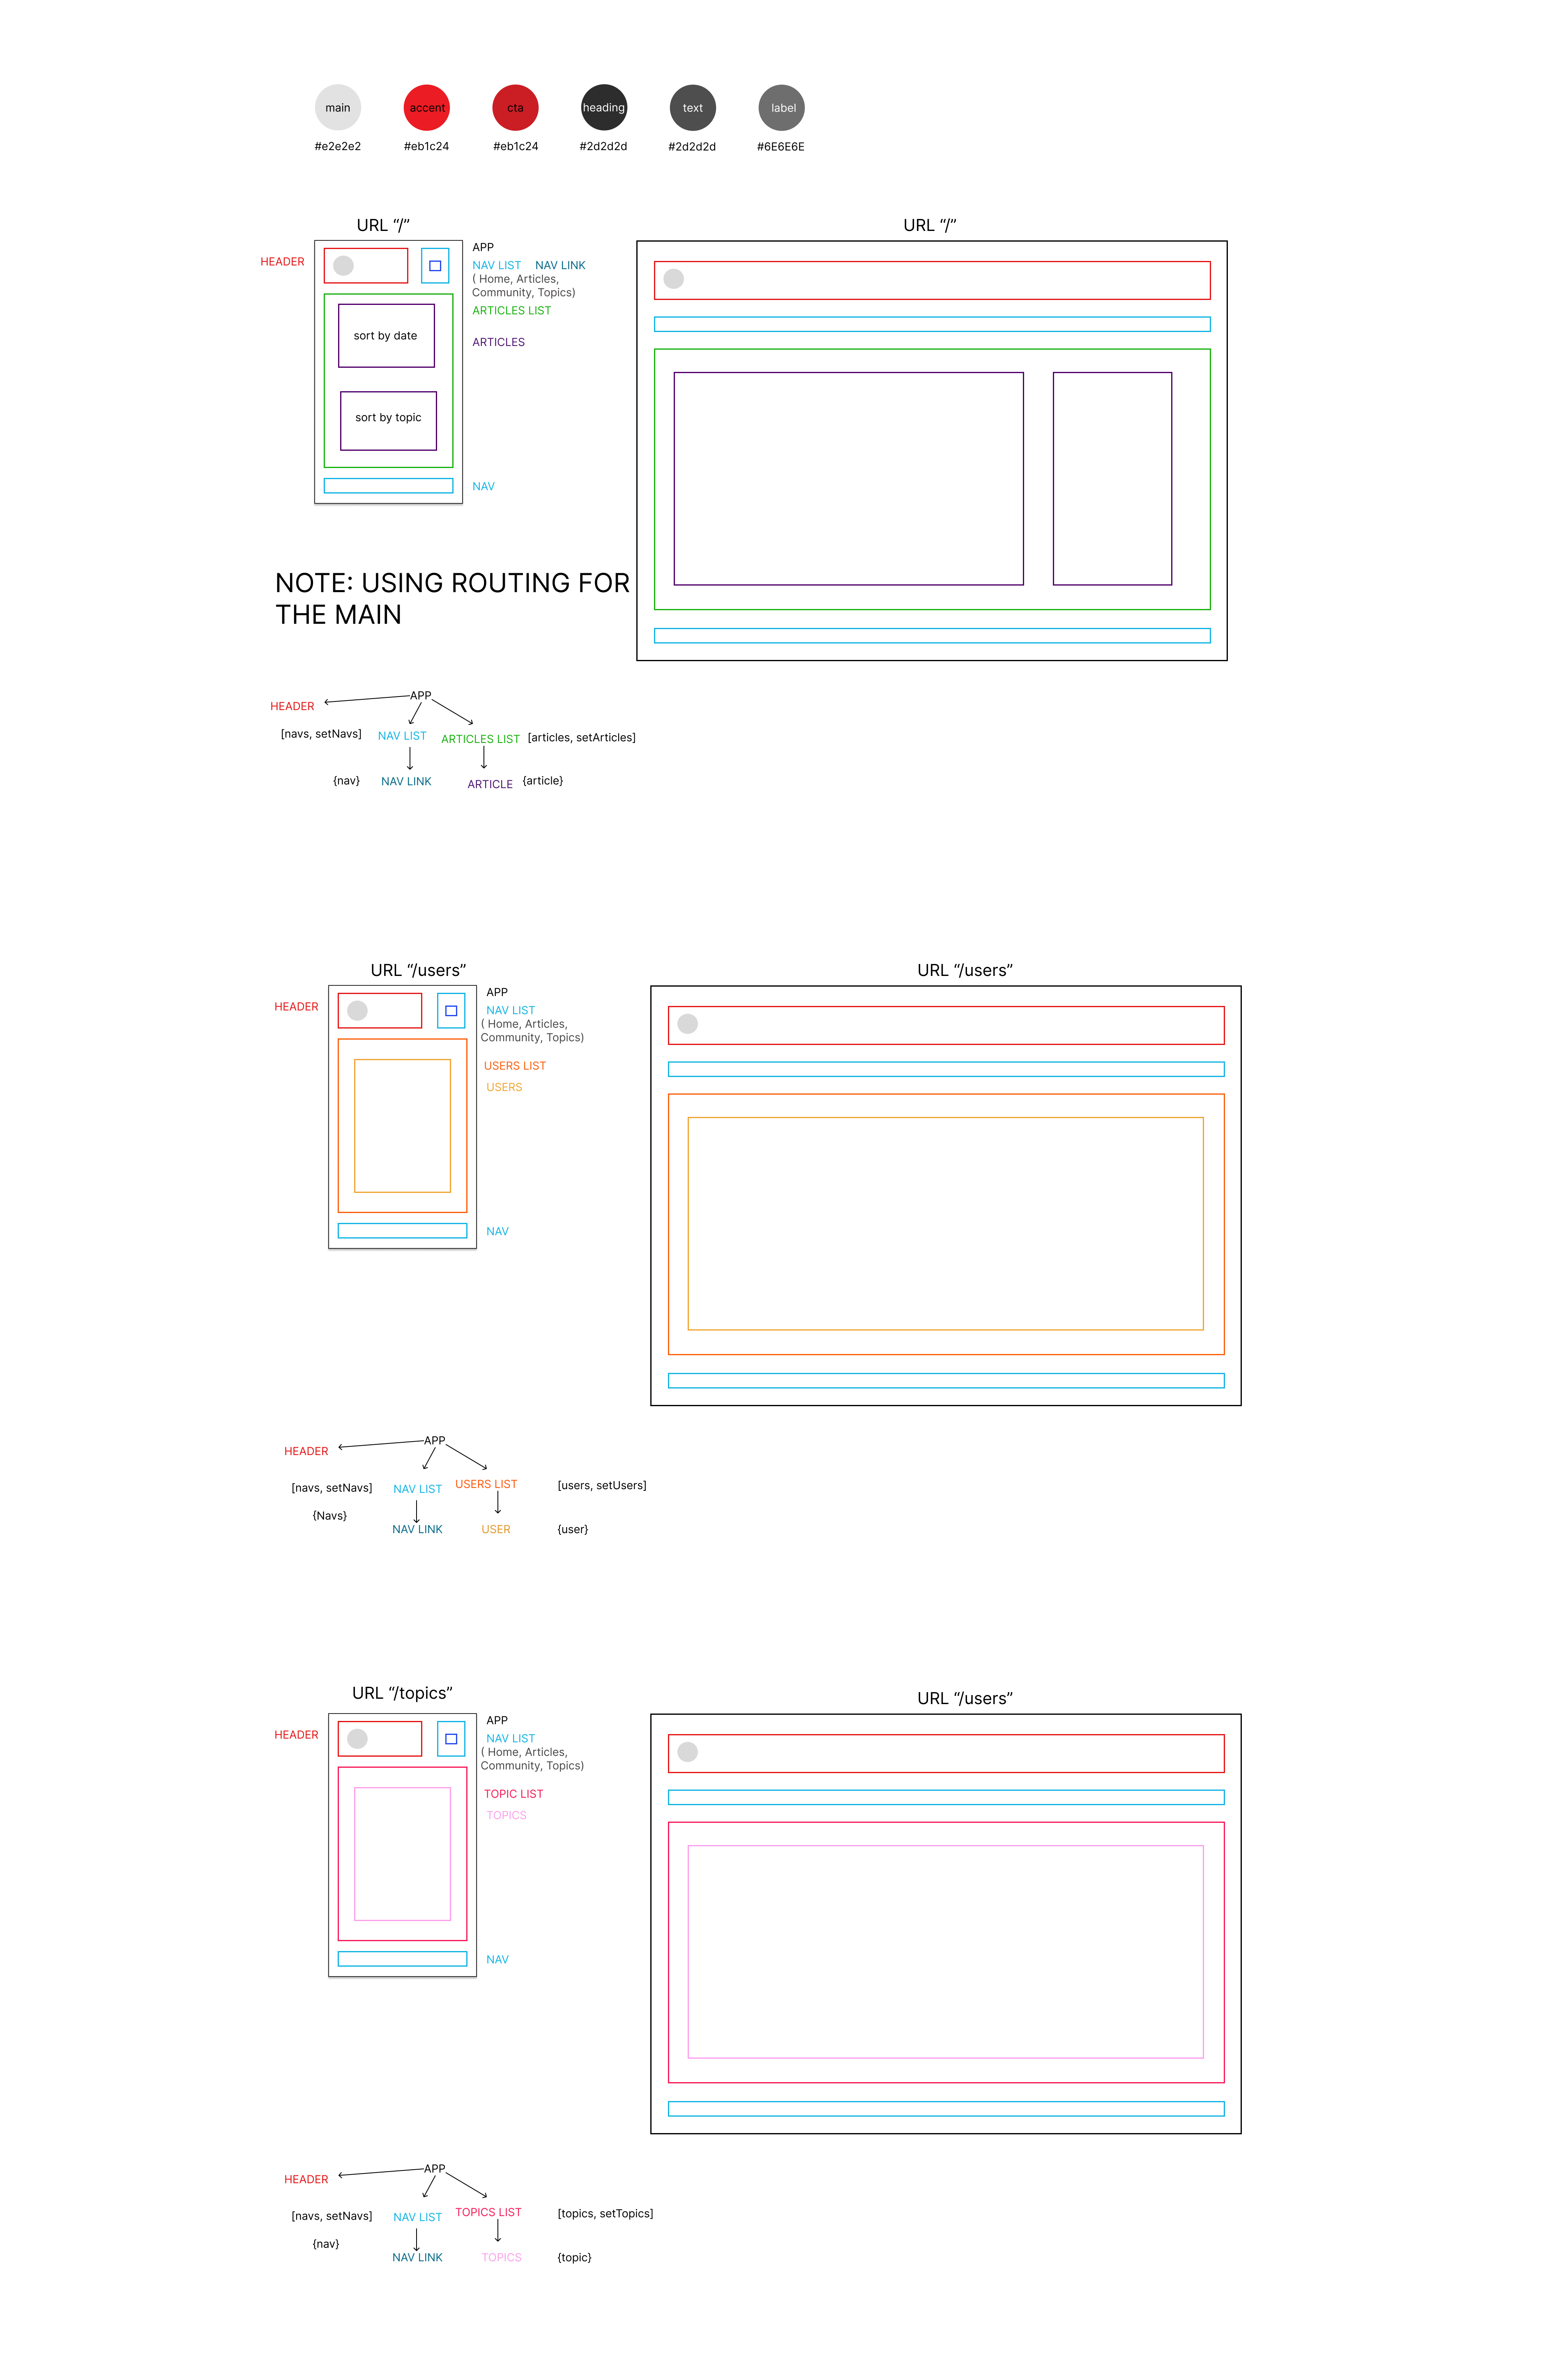 main
accent
cta
heading
text
label
#e2e2e2
#eb1c24
#eb1c24
#2d2d2d
#2d2d2d
#6E6E6E
URL “/”
URL “/”
HEADER
APP
NAV LIST
NAV LINK
( Home, Articles,
Community, Topics)
ARTICLES LIST
sort by date
ARTICLES
sort by topic
NAV
NOTE: USING ROUTING FOR
THE MAIN
APP
HEADER
[navs, setNavs]
NAV LIST
ARTICLES LIST
[articles, setArticles]
{nav}
NAV LINK
ARTICLE
{article}
URL “/users”
URL “/users”
HEADER
APP
NAV LIST
( Home, Articles,
Community, Topics)
USERS LIST
USERS
NAV
APP
HEADER
[navs, setNavs]
NAV LIST
USERS LIST
[users, setUsers]
{Navs}
NAV LINK
USER
{user}
URL “/topics”
URL “/users”
HEADER
APP
NAV LIST
( Home, Articles,
Community, Topics)
TOPIC LIST
TOPICS
NAV
APP
HEADER
[navs, setNavs]
NAV LIST
TOPICS LIST
[topics, setTopics]
{nav}
NAV LINK
TOPICS
{topic}